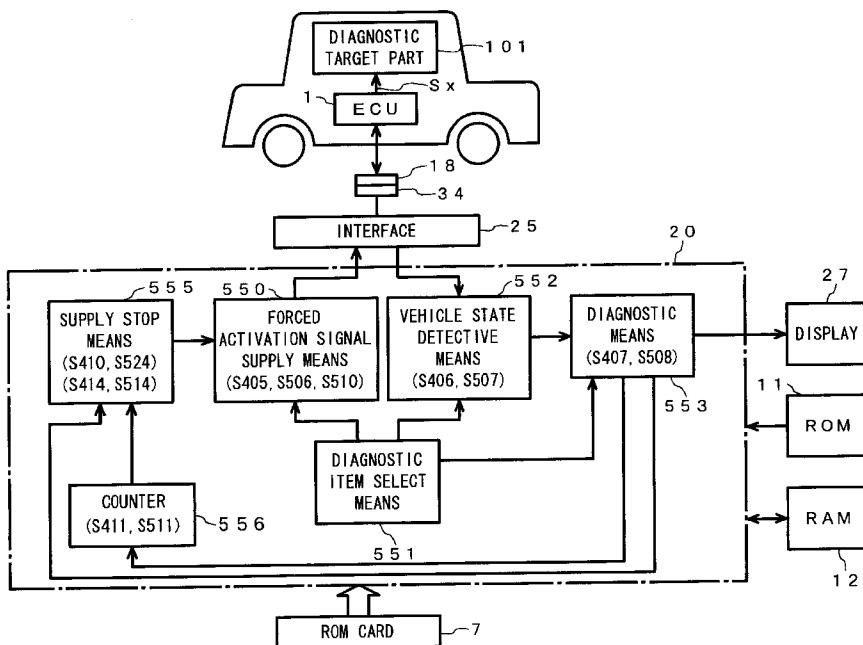 DIAGNOSTIC
TARGET PART
101
Sx
1
ECU
18
34
INTERFACE
25
20
555
SUPPLY STOP
MEANS
(S410, S524)
(S414, S514)
550
FORCED
ACTIVATION SIGNAL
SUPPLY MEANS
(S405, S506, S510)
552
VEHICLE STATE
DETECTIVE
MEANS
(S406, S507)
DIAGNOSTIC
MEANS
(S407, S508)
553
27
DISPLAY
11
ROM
RAM
12
DIAGNOSTIC
ITEM SELECT
MEANS
551
COUNTER
(S411, S511)
556
ROM CARD
7